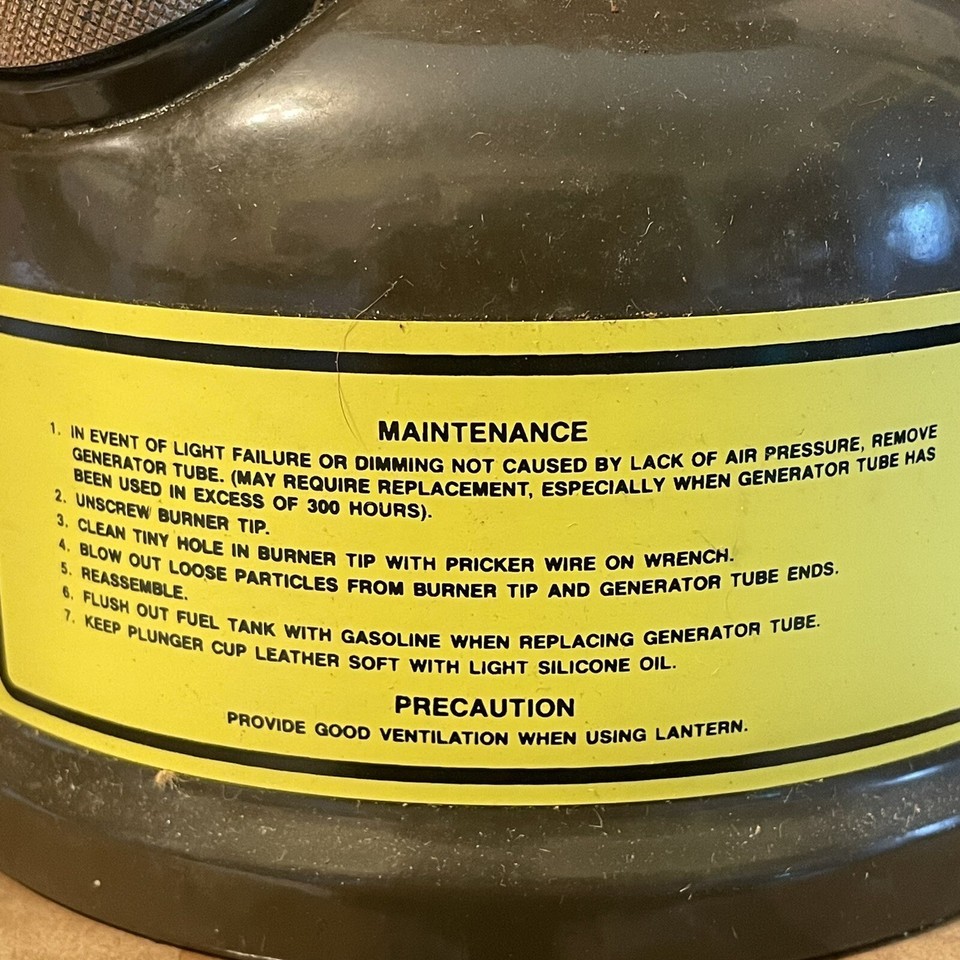 MAINTENANCE
1. IN EVENT OF LIGHT FAILURE OR DIMMING NOT CAUSED BY LACK OF AIR PRESSURE, REMOVE
GENERATOR TUBE. (MAY REQUIRE REPLACEMENT, ESPECIALLY WHEN GENERATOR TUBE HAS
BEEN USED IN EXCESS OF 300 HOURS).
2. UNSCREW BURNER TIP.
3. CLEAN TINY HOLE IN BURNER TIP WITH PRICKER WIRE ON WRENCH.
4. BLOW OUT LOOSE PARTICLES FROM BURNER TIP AND GENERATOR TUBE ENDS.
5. REASSEMBLE.
6. FLUSH OUT FUEL TANK WITH GASOLINE WHEN REPLACING GENERATOR TUBE.
7. KEEP PLUNGER CUP LEATHER SOFT WITH LIGHT SILICONE OIL.
PRECAUTION
PROVIDE GOOD VENTILATION WHEN USING LANTERN.